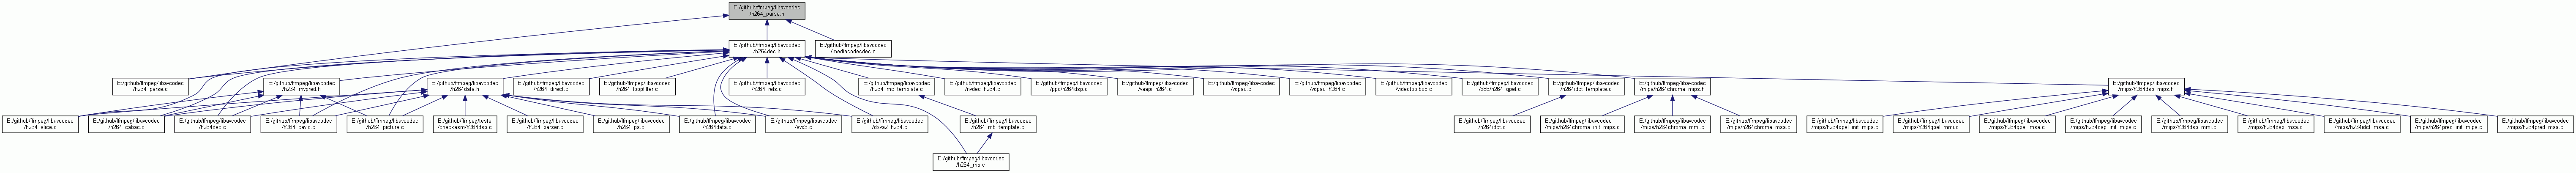 E:/github/ffmpeg/libavcodec
/h264_parse.h
E:/github/ffmpeg/libavcodec
/h264dec.h
E:/github/ffmpeg/libavcodec
/mediacodecdec.c
E:/github/ffmpeg/libavcodec
/h264_parse.c
E:/github/ffmpeg/libavcodec
/h264_mvpred.h
E:/github/ffmpeg/libavcodec
/h264data.h
E:/github/ffmpeg/libavcodec
/h264_direct.c
E:/github/ffmpeg/libavcodec
/h264_loopfilter.c
E:/github/ffmpeg/libavcodec
/h264_refs.c
E:/github/ffmpeg/libavcodec
/h264_mc_template.c
E:/github/ffmpeg/libavcodec
/nvdec_h264.c
E:/github/ffmpeg/libavcodec
/ppc/h264dsp.c
E:/github/ffmpeg/libavcodec
/vaapi_h264.c
E:/github/ffmpeg/libavcodec
/vdpau.c
E:/github/ffmpeg/libavcodec
/vdpau_h264.c
E:/github/ffmpeg/libavcodec
/videotoolbox.c
E:/github/ffmpeg/libavcodec
/x86/h264_qpel.c
E:/github/ffmpeg/libavcodec
/h264idct_template.c
E:/github/ffmpeg/libavcodec
/mips/h264chroma_mips.h
E:/github/ffmpeg/libavcodec
/mips/h264dsp_mips.h
E:/github/ffmpeg/libavcodec
/h264_slice.c
E:/github/ffmpeg/libavcodec
/h264_cabac.c
E:/github/ffmpeg/libavcodec
/h264dec.c
E:/github/ffmpeg/libavcodec
/h264_cavlc.c
E:/github/ffmpeg/libavcodec
/h264_picture.c
E:/github/ffmpeg/tests
/checkasm/h264dsp.c
E:/github/ffmpeg/libavcodec
/h264_parser.c
E:/github/ffmpeg/libavcodec
/h264_ps.c
E:/github/ffmpeg/libavcodec
/h264data.c
E:/github/ffmpeg/libavcodec
/svq3.c
E:/github/ffmpeg/libavcodec
/dxva2_h264.c
E:/github/ffmpeg/libavcodec
/h264_mb_template.c
E:/github/ffmpeg/libavcodec
/h264idct.c
E:/github/ffmpeg/libavcodec
/mips/h264chroma_init_mips.c
E:/github/ffmpeg/libavcodec
/mips/h264chroma_mmi.c
E:/github/ffmpeg/libavcodec
/mips/h264chroma_msa.c
E:/github/ffmpeg/libavcodec
/mips/h264qpel_init_mips.c
E:/github/ffmpeg/libavcodec
/mips/h264qpel_mmi.c
E:/github/ffmpeg/libavcodec
/mips/h264qpel_msa.c
E:/github/ffmpeg/libavcodec
/mips/h264dsp_init_mips.c
E:/github/ffmpeg/libavcodec
/mips/h264dsp_mmi.c
E:/github/ffmpeg/libavcodec
/mips/h264dsp_msa.c
E:/github/ffmpeg/libavcodec
/mips/h264idct_msa.c
E:/github/ffmpeg/libavcodec
/mips/h264pred_init_mips.c
E:/github/ffmpeg/libavcodec
/mips/h264pred_msa.c
E:/github/ffmpeg/libavcodec
/h264_mb.c